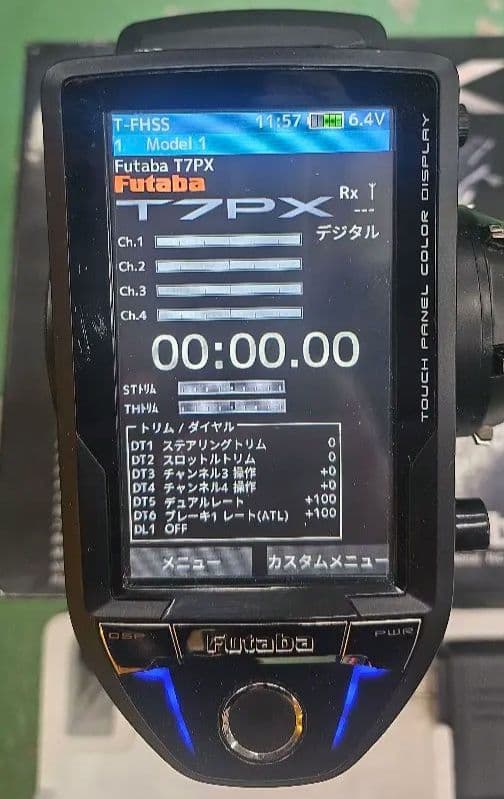 T-FHSS 11:57 6.4V
1 Model 1
Futaba T7PX
Futaba
T7PX
Rx
---
デジタル
Ch.1
Ch.2
Ch.3
Ch.4
00:00.00
STトリム
THトリム
トリム / ダイヤル
DT1 ステアリングトリム 0
DT2 スロットルトリム 0
DT3 チャンネル3 操作 +0
DT4 チャンネル4 操作 +0
DT5 デュアルレート +100
DT6 ブレーキ1 レート(ATL) +100
DL1 OFF
メニュー カスタムメニュー
TOUCH PANEL COLOR DISPLAY
DSP Futaba PWR